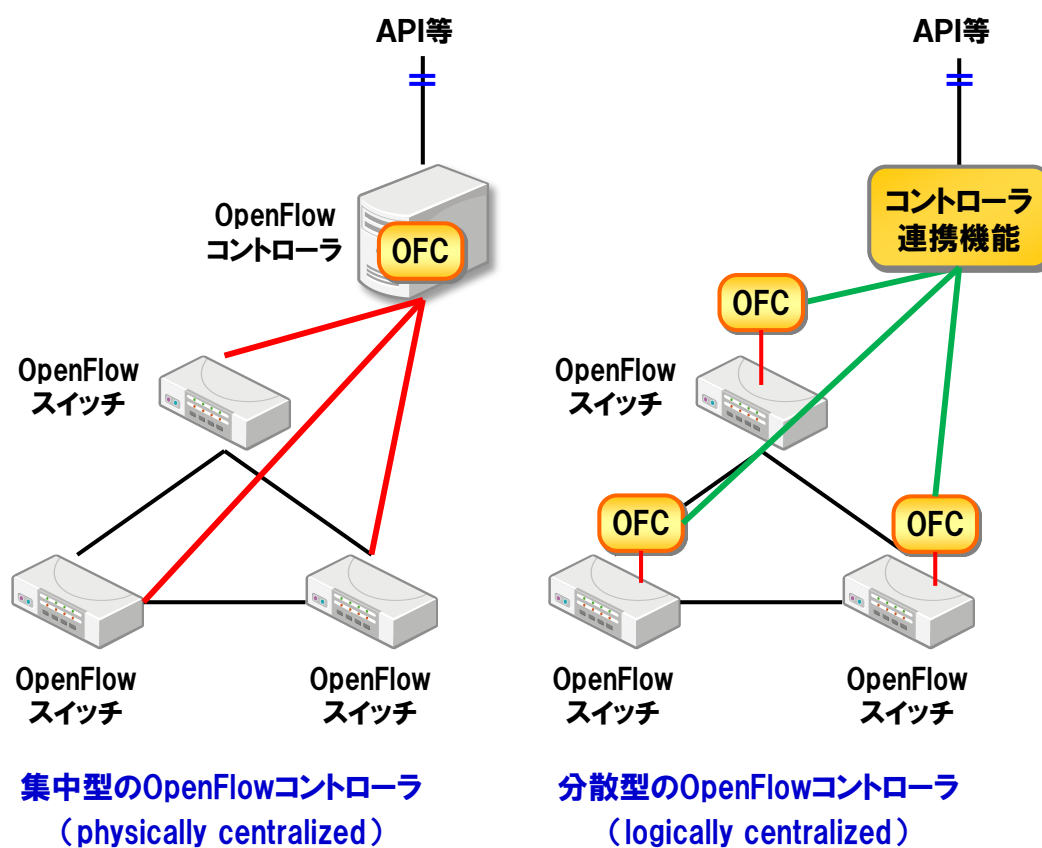 API等
OpenFlow
コントローラ
OFC
OpenFlow
スイッチ
OpenFlow
スイッチ
OpenFlow
スイッチ
集中型のOpenFlowコントローラ
(physically centralized)
API等
コントローラ
連携機能
OFC
OpenFlow
スイッチ
OFC
OFC
OpenFlow
スイッチ
OpenFlow
スイッチ
分散型のOpenFlowコントローラ
(logically centralized)